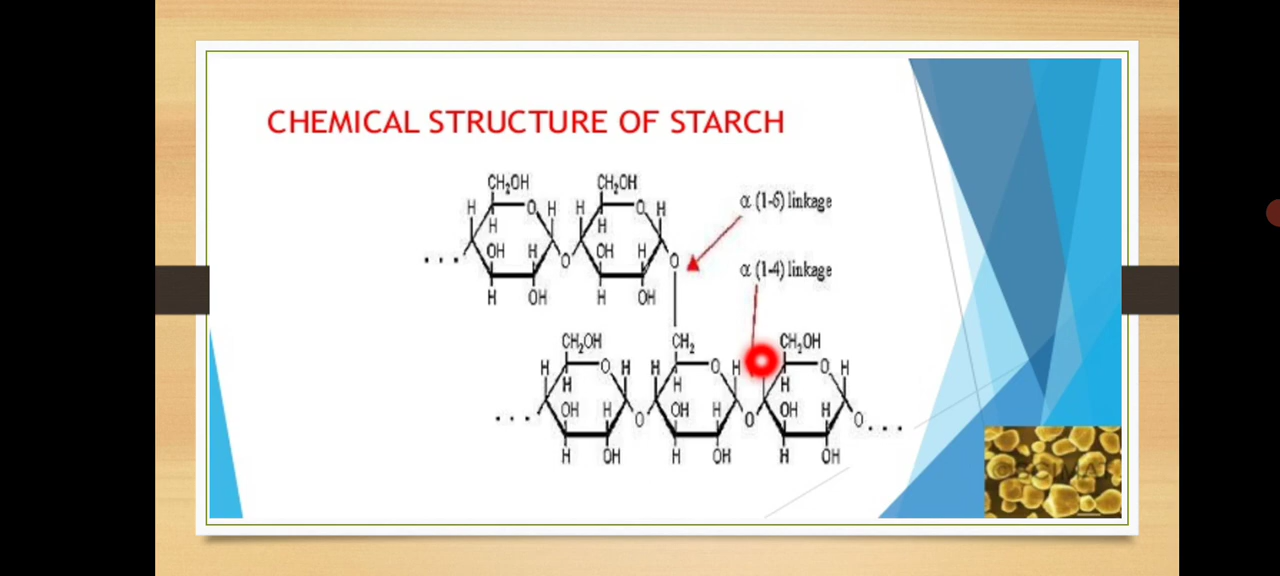 CHEMICAL STRUCTURE OF STARCH
CH₂OH CH₂OH
H O H H O H
H H
OH H OH H
. . . O O
H OH H OH
α (1-6) linkage
α (1-4) linkage
CH₂OH CH₂ CH₂OH
H O H H O H O H
H H H
OH H OH H OH H
. . . O O O . . .
H OH H OH H OH